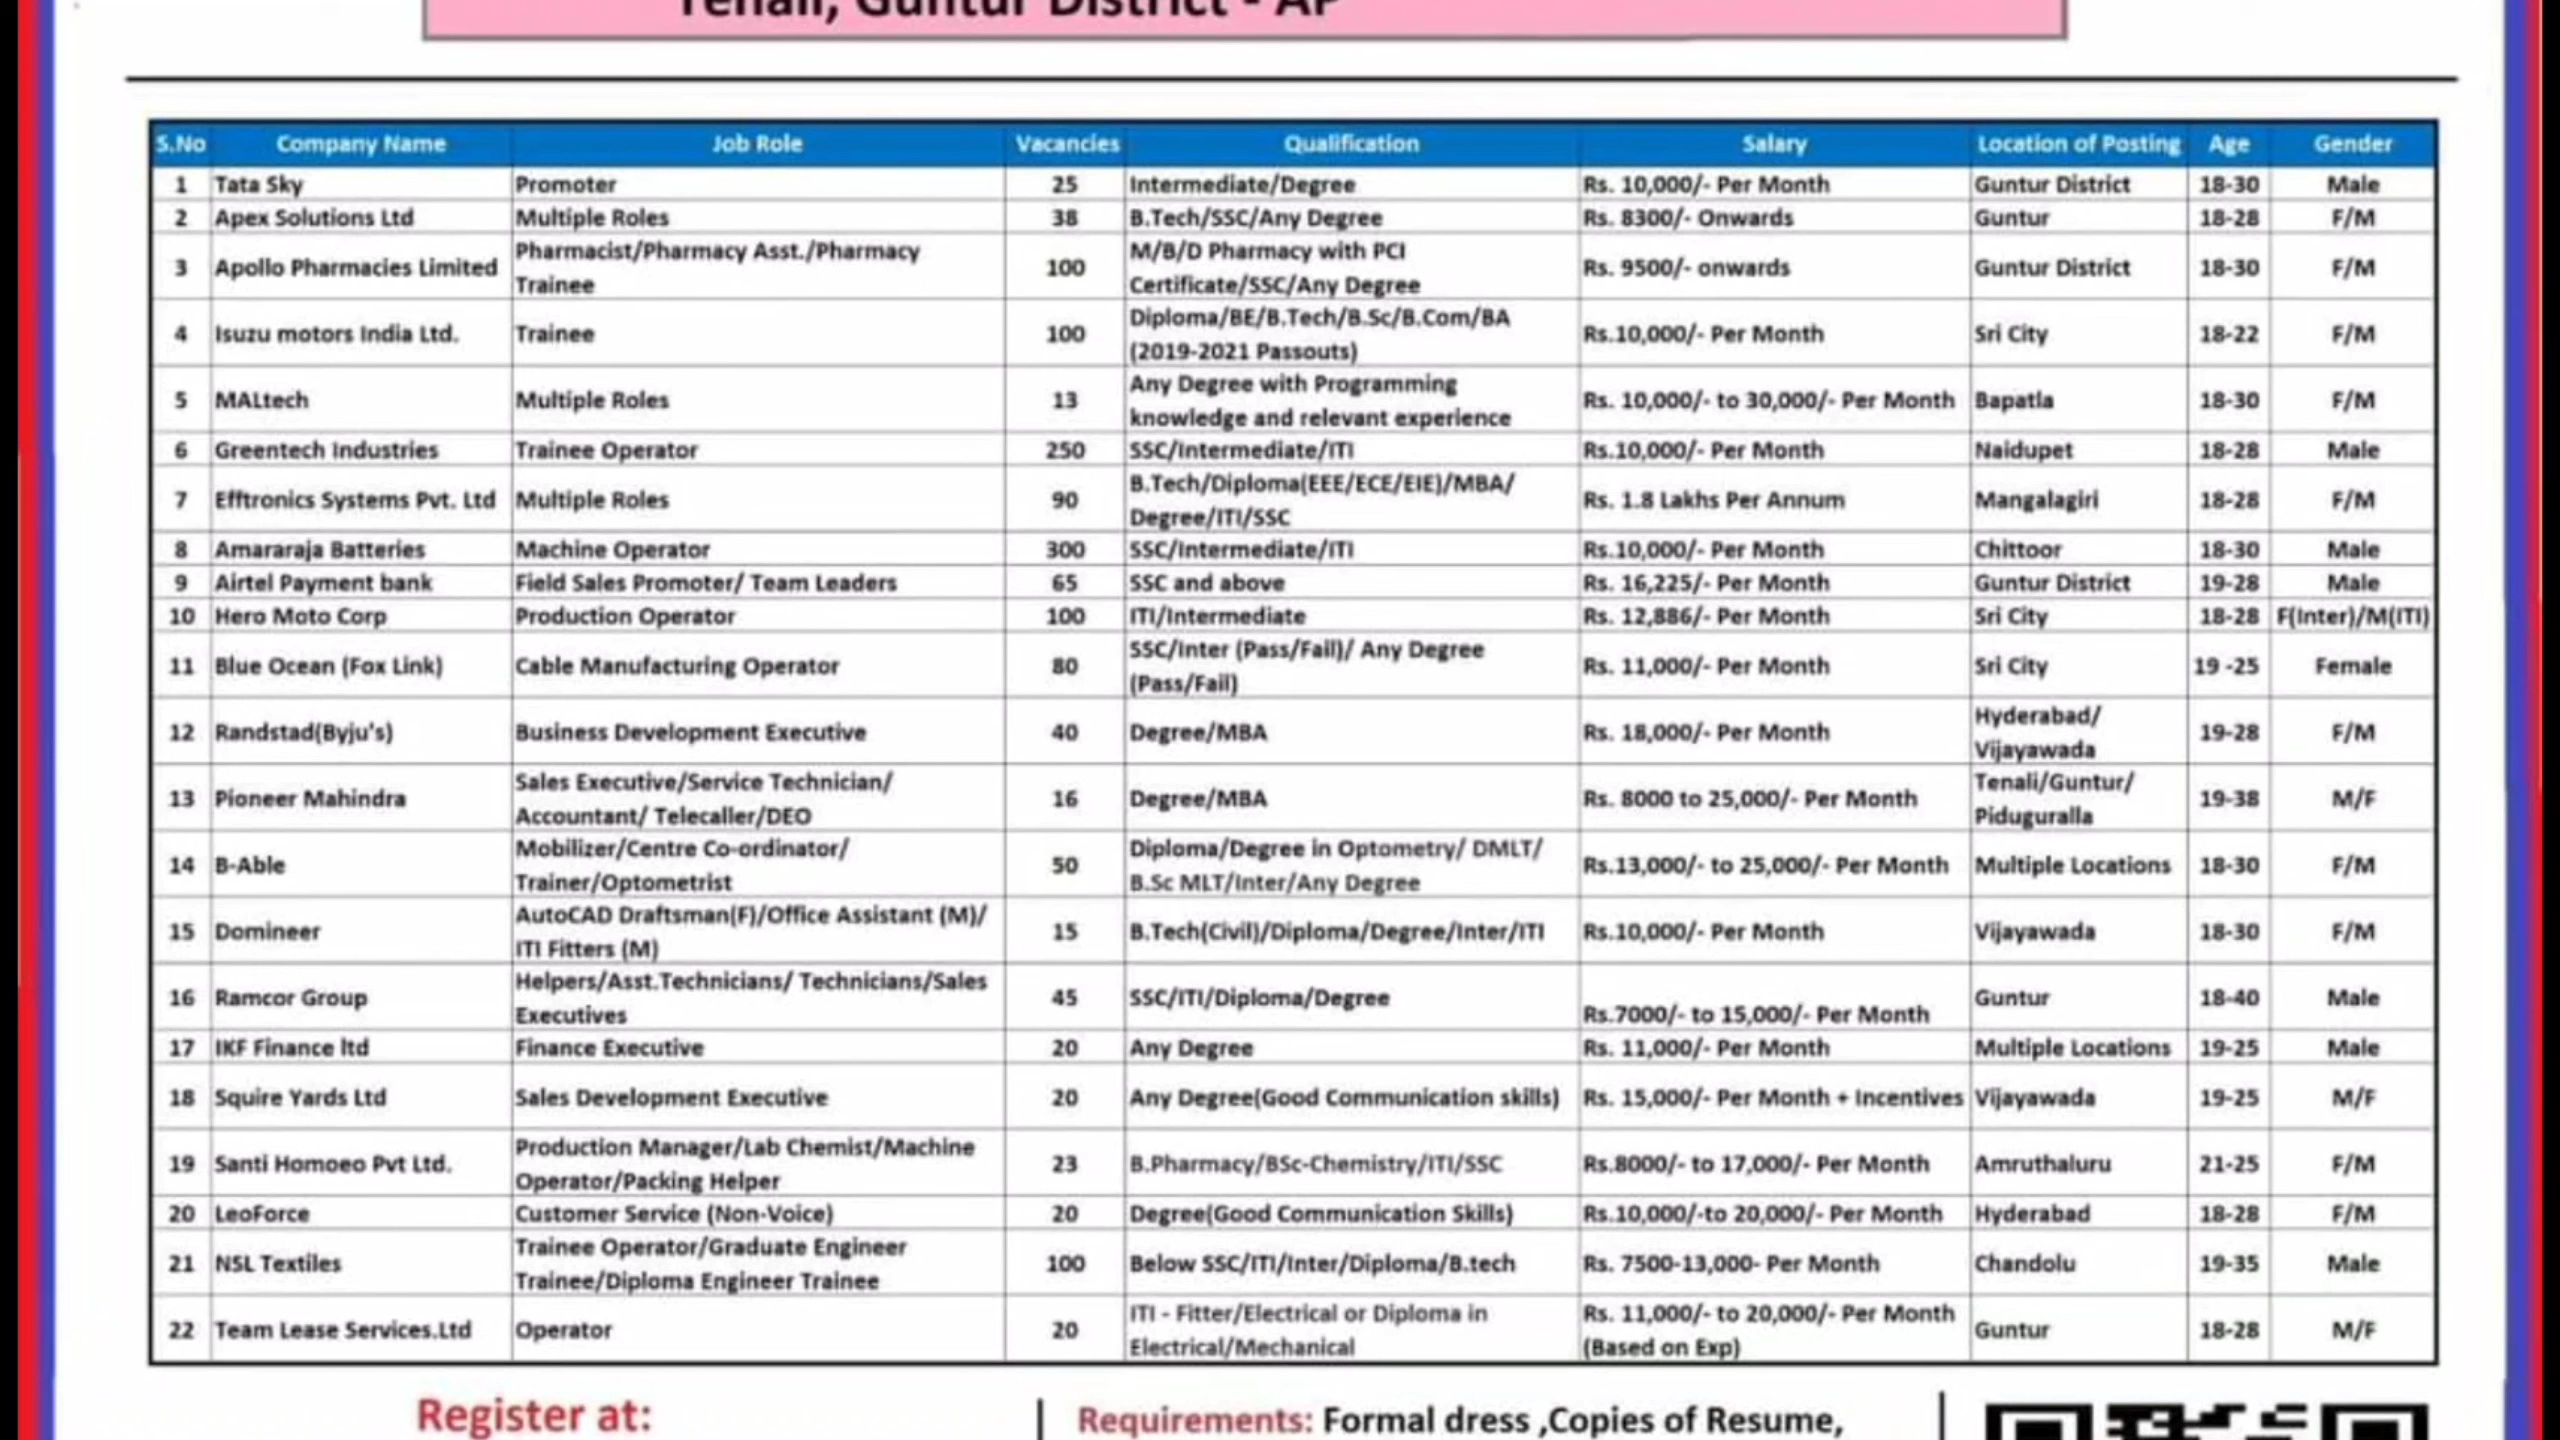 Tenali, Guntur District - AP
S.No Company Name Job Role Vacancies Qualification Salary Location of Posting Age Gender
1 Tata Sky Promoter 25 Intermediate/Degree Rs. 10,000/- Per Month Guntur District 18-30 Male
2 Apex Solutions Ltd Multiple Roles 38 B.Tech/SSC/Any Degree Rs. 8300/- Onwards Guntur 18-28 F/M
3 Apollo Pharmacies Limited Pharmacist/Pharmacy Asst./Pharmacy Trainee 100 M/B/D Pharmacy with PCI Certificate/SSC/Any Degree Rs. 9500/- onwards Guntur District 18-30 F/M
4 Isuzu motors India Ltd. Trainee 100 Diploma/BE/B.Tech/B.Sc/B.Com/BA (2019-2021 Passouts) Rs.10,000/- Per Month Sri City 18-22 F/M
5 MALtech Multiple Roles 13 Any Degree with Programming knowledge and relevant experience Rs. 10,000/- to 30,000/- Per Month Bapatla 18-30 F/M
6 Greentech Industries Trainee Operator 250 SSC/Intermediate/ITI Rs.10,000/- Per Month Naidupet 18-28 Male
7 Efftronics Systems Pvt. Ltd Multiple Roles 90 B.Tech/Diploma(EEE/ECE/EIE)/MBA/ Degree/ITI/SSC Rs. 1.8 Lakhs Per Annum Mangalagiri 18-28 F/M
8 Amararaja Batteries Machine Operator 300 SSC/Intermediate/ITI Rs.10,000/- Per Month Chittoor 18-30 Male
9 Airtel Payment bank Field Sales Promoter/ Team Leaders 65 SSC and above Rs. 16,225/- Per Month Guntur District 19-28 Male
10 Hero Moto Corp Production Operator 100 ITI/Intermediate Rs. 12,886/- Per Month Sri City 18-28 F(Inter)/M(ITI)
11 Blue Ocean (Fox Link) Cable Manufacturing Operator 80 SSC/Inter (Pass/Fail)/ Any Degree (Pass/Fail) Rs. 11,000/- Per Month Sri City 19 -25 Female
12 Randstad(Byju's) Business Development Executive 40 Degree/MBA Rs. 18,000/- Per Month Hyderabad/ Vijayawada 19-28 F/M
13 Pioneer Mahindra Sales Executive/Service Technician/ Accountant/ Telecaller/DEO 16 Degree/MBA Rs. 8000 to 25,000/- Per Month Tenali/Guntur/ Piduguralla 19-38 M/F
14 B-Able Mobilizer/Centre Co-ordinator/ Trainer/Optometrist 50 Diploma/Degree in Optometry/ DMLT/ B.Sc MLT/Inter/Any Degree Rs.13,000/- to 25,000/- Per Month Multiple Locations 18-30 F/M
15 Domineer AutoCAD Draftsman(F)/Office Assistant (M)/ ITI Fitters (M) 15 B.Tech(Civil)/Diploma/Degree/Inter/ITI Rs.10,000/- Per Month Vijayawada 18-30 F/M
16 Ramcor Group Helpers/Asst.Technicians/ Technicians/Sales Executives 45 SSC/ITI/Diploma/Degree Rs.7000/- to 15,000/- Per Month Guntur 18-40 Male
17 IKF Finance ltd Finance Executive 20 Any Degree Rs. 11,000/- Per Month Multiple Locations 19-25 Male
18 Squire Yards Ltd Sales Development Executive 20 Any Degree(Good Communication skills) Rs. 15,000/- Per Month + Incentives Vijayawada 19-25 M/F
19 Santi Homoeo Pvt Ltd. Production Manager/Lab Chemist/Machine Operator/Packing Helper 23 B.Pharmacy/BSc-Chemistry/ITI/SSC Rs.8000/- to 17,000/- Per Month Amruthaluru 21-25 F/M
20 LeoForce Customer Service (Non-Voice) 20 Degree(Good Communication Skills) Rs.10,000/-to 20,000/- Per Month Hyderabad 18-28 F/M
21 NSL Textiles Trainee Operator/Graduate Engineer Trainee/Diploma Engineer Trainee 100 Below SSC/ITI/Inter/Diploma/B.tech Rs. 7500-13,000- Per Month Chandolu 19-35 Male
22 Team Lease Services.Ltd Operator 20 ITI - Fitter/Electrical or Diploma in Electrical/Mechanical Rs. 11,000/- to 20,000/- Per Month (Based on Exp) Guntur 18-28 M/F
Register at:
Requirements: Formal dress ,Copies of Resume,